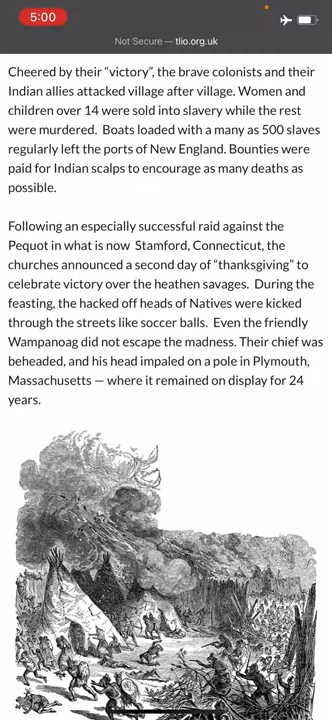 5:00
Not Secure — tlio.org.uk
Cheered by their “victory”, the brave colonists and their
Indian allies attacked village after village. Women and
children over 14 were sold into slavery while the rest
were murdered.  Boats loaded with a many as 500 slaves
regularly left the ports of New England. Bounties were
paid for Indian scalps to encourage as many deaths as
possible.
Following an especially successful raid against the
Pequot in what is now  Stamford, Connecticut, the
churches announced a second day of “thanksgiving” to
celebrate victory over the heathen savages.  During the
feasting, the hacked off heads of Natives were kicked
through the streets like soccer balls.  Even the friendly
Wampanoag did not escape the madness. Their chief was
beheaded, and his head impaled on a pole in Plymouth,
Massachusetts — where it remained on display for 24
years.